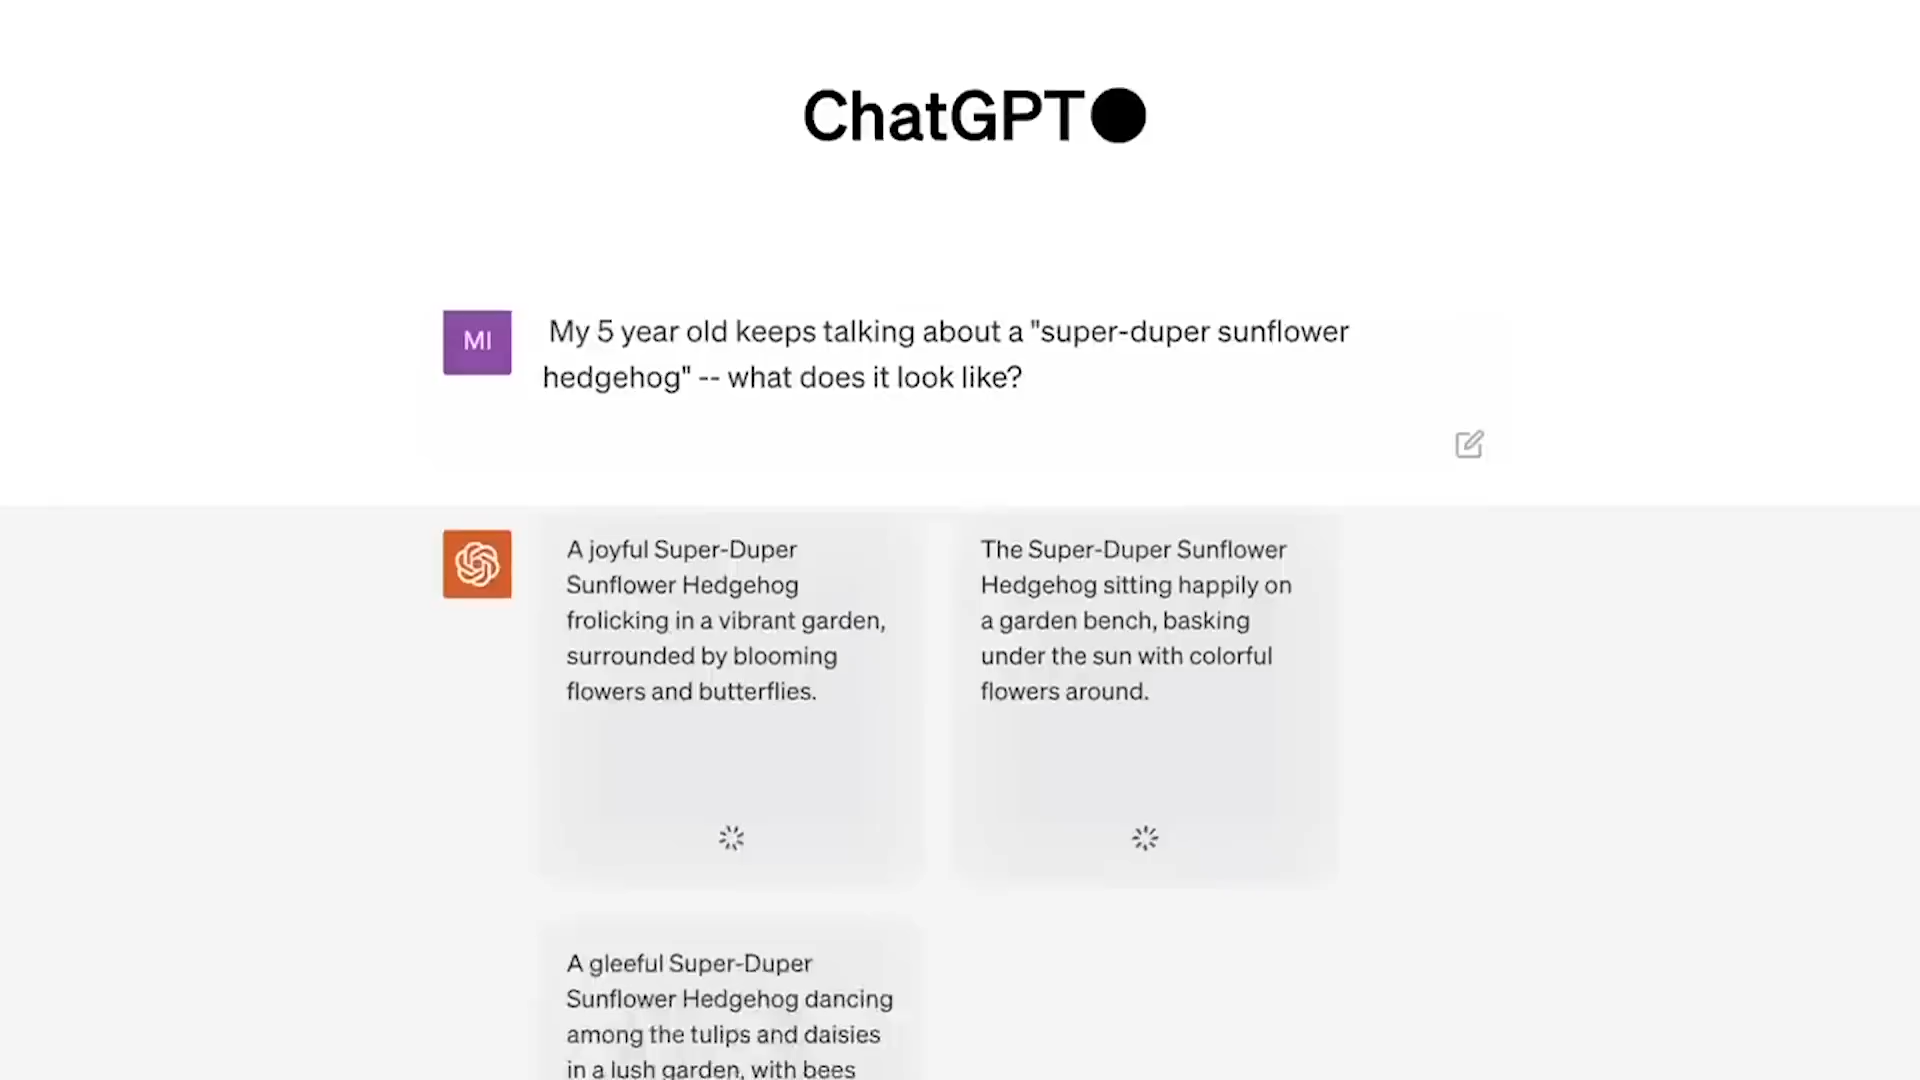 ChatGPT
MI
My 5 year old keeps talking about a "super-duper sunflower
hedgehog" -- what does it look like?
A joyful Super-Duper
Sunflower Hedgehog
frolicking in a vibrant garden,
surrounded by blooming
flowers and butterflies.
The Super-Duper Sunflower
Hedgehog sitting happily on
a garden bench, basking
under the sun with colorful
flowers around.
A gleeful Super-Duper
Sunflower Hedgehog dancing
among the tulips and daisies
in a lush garden, with bees